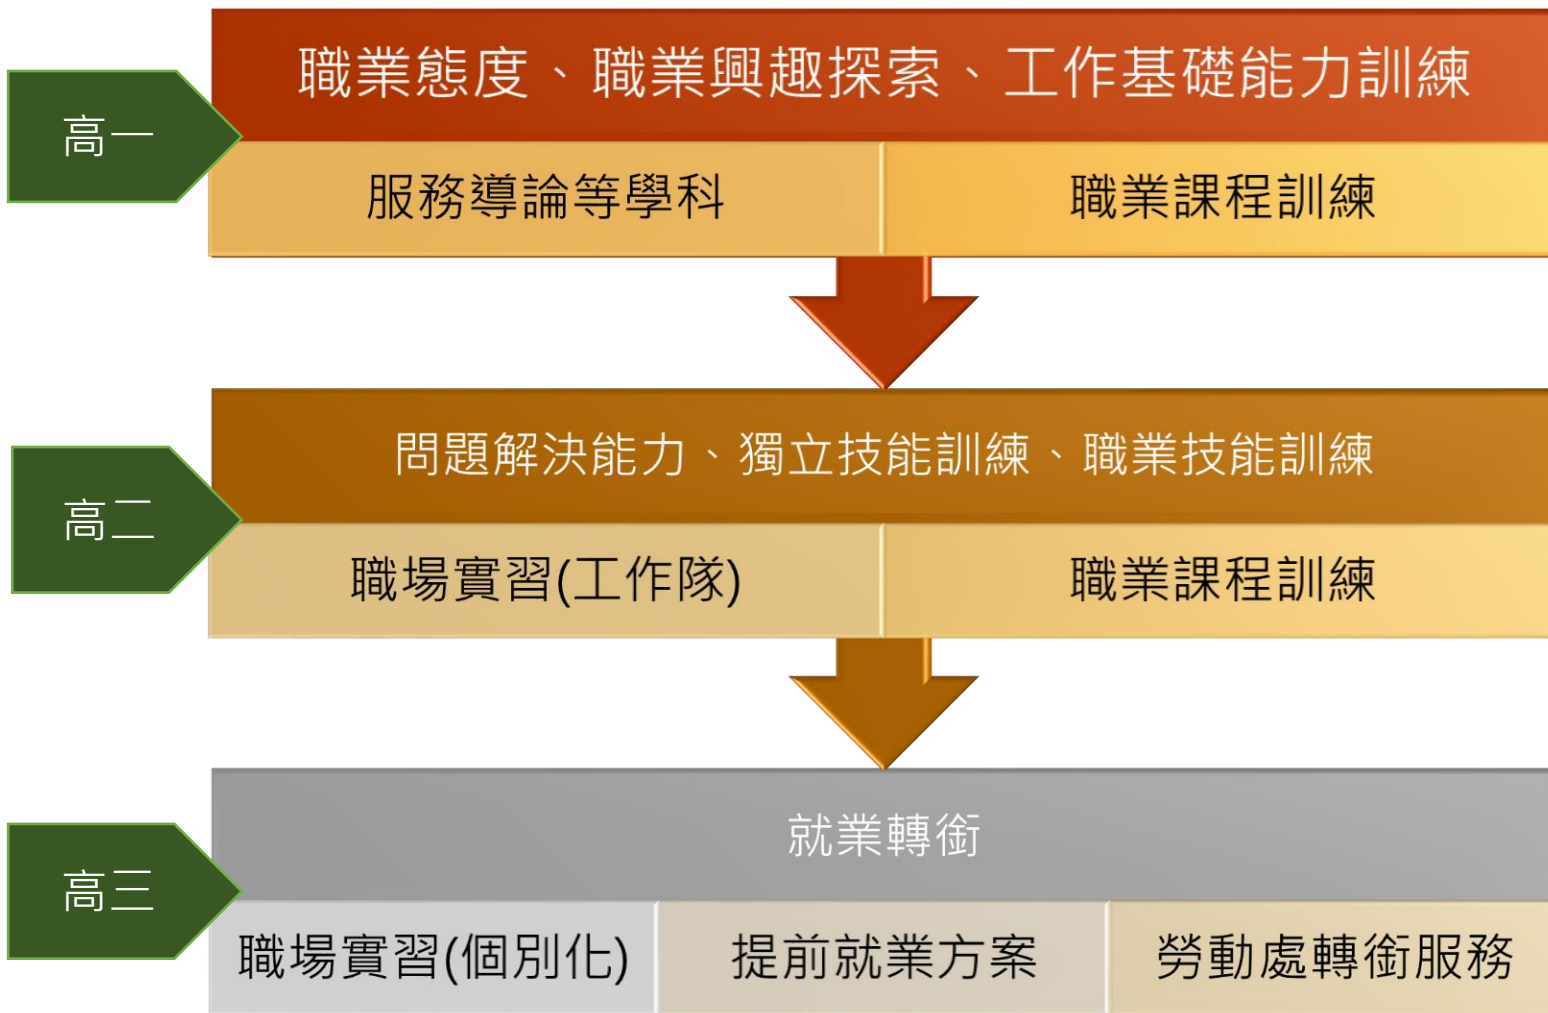 職業態度、職業興趣探索、工作基礎能力訓練
高一
服務導論等學科
職業課程訓練
問題解決能力、獨立技能訓練、職業技能訓練
高二
職場實習(工作隊)
職業課程訓練
就業轉銜
高三
職場實習(個別化)
提前就業方案
勞動處轉銜服務